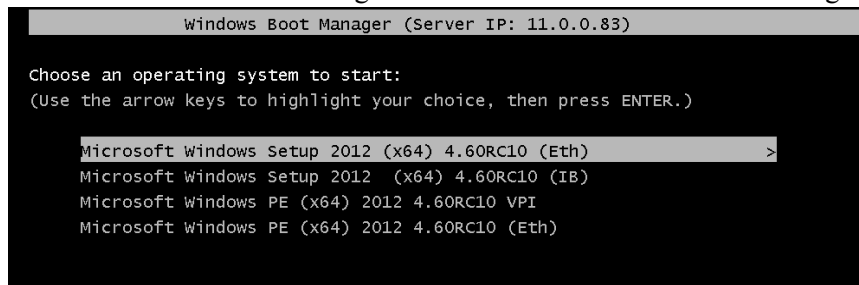 Windows Boot Manager (Server IP: 11.0.0.83)
Choose an operating system to start:
(Use the arrow keys to highlight your choice, then press ENTER.)
Microsoft Windows Setup 2012 (x64) 4.60RC10 (Eth) >
Microsoft Windows Setup 2012  (x64) 4.60RC10 (IB)
Microsoft Windows PE (x64) 2012 4.60RC10 VPI
Microsoft Windows PE (x64) 2012 4.60RC10 (Eth)